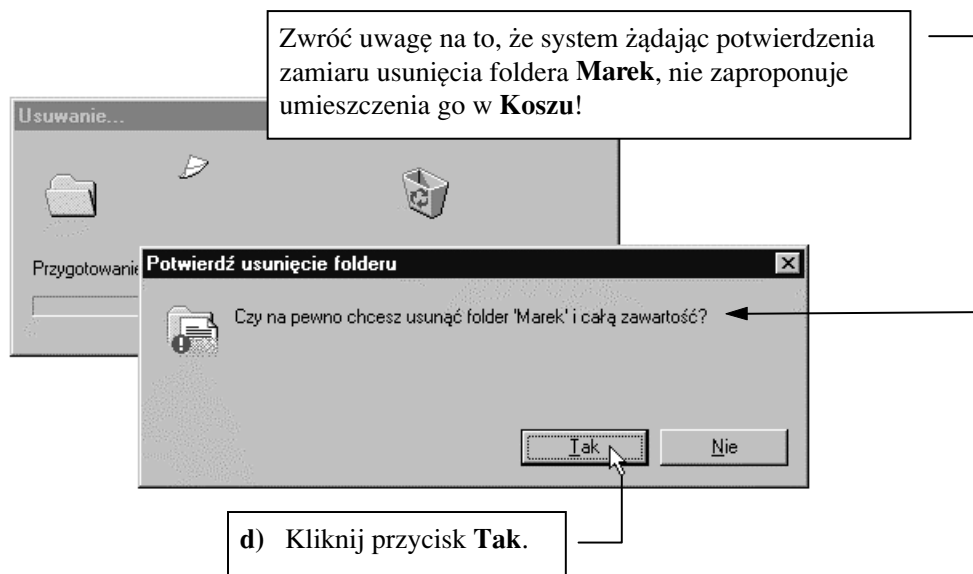 Zwróć uwagę na to, że system żądając potwierdzenia
zamiaru usunięcia foldera Marek, nie zaproponuje
umieszczenia go w Koszu!
Usuwanie...
Przygotowanie
Potwierdź usunięcie folderu
Czy na pewno chcesz usunąć folder 'Marek' i całą zawartość?
Tak
Nie
d) Kliknij przycisk Tak.